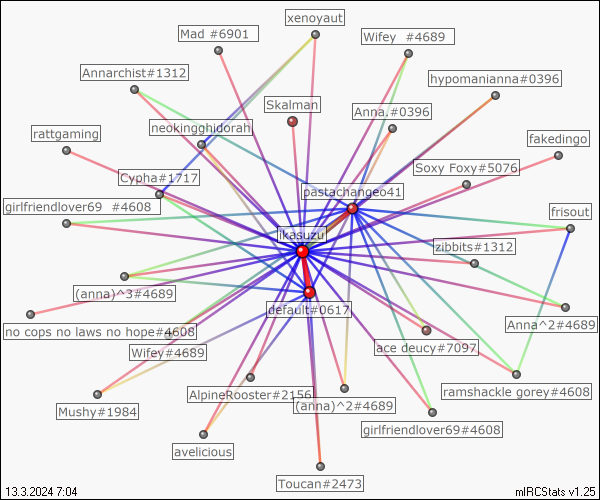 xenoyaut
Mad #6901
Wifey  #4689
Annarchist#1312
hypomanianna#0396
Skalman
Anna.#0396
neokingghidorah
rattgaming
fakedingo
Cypha#1717
Soxy Foxy#5076
pastachange041
girlfriendlover69  #4608
frisout
ikasuzu
zibbits#1312
(anna)^3#4689
default#0617
no cops no laws no hope#4608
Anna^2#4689
Wifey#4689
ace deucy#7097
AlpineRooster#2156
ramshackle gorey#4608
(anna)^2#4689
Mushy#1984
girlfriendlover69#4608
avelicious
Toucan#2473
13.3.2024 7:04
mIRCStats v1.25